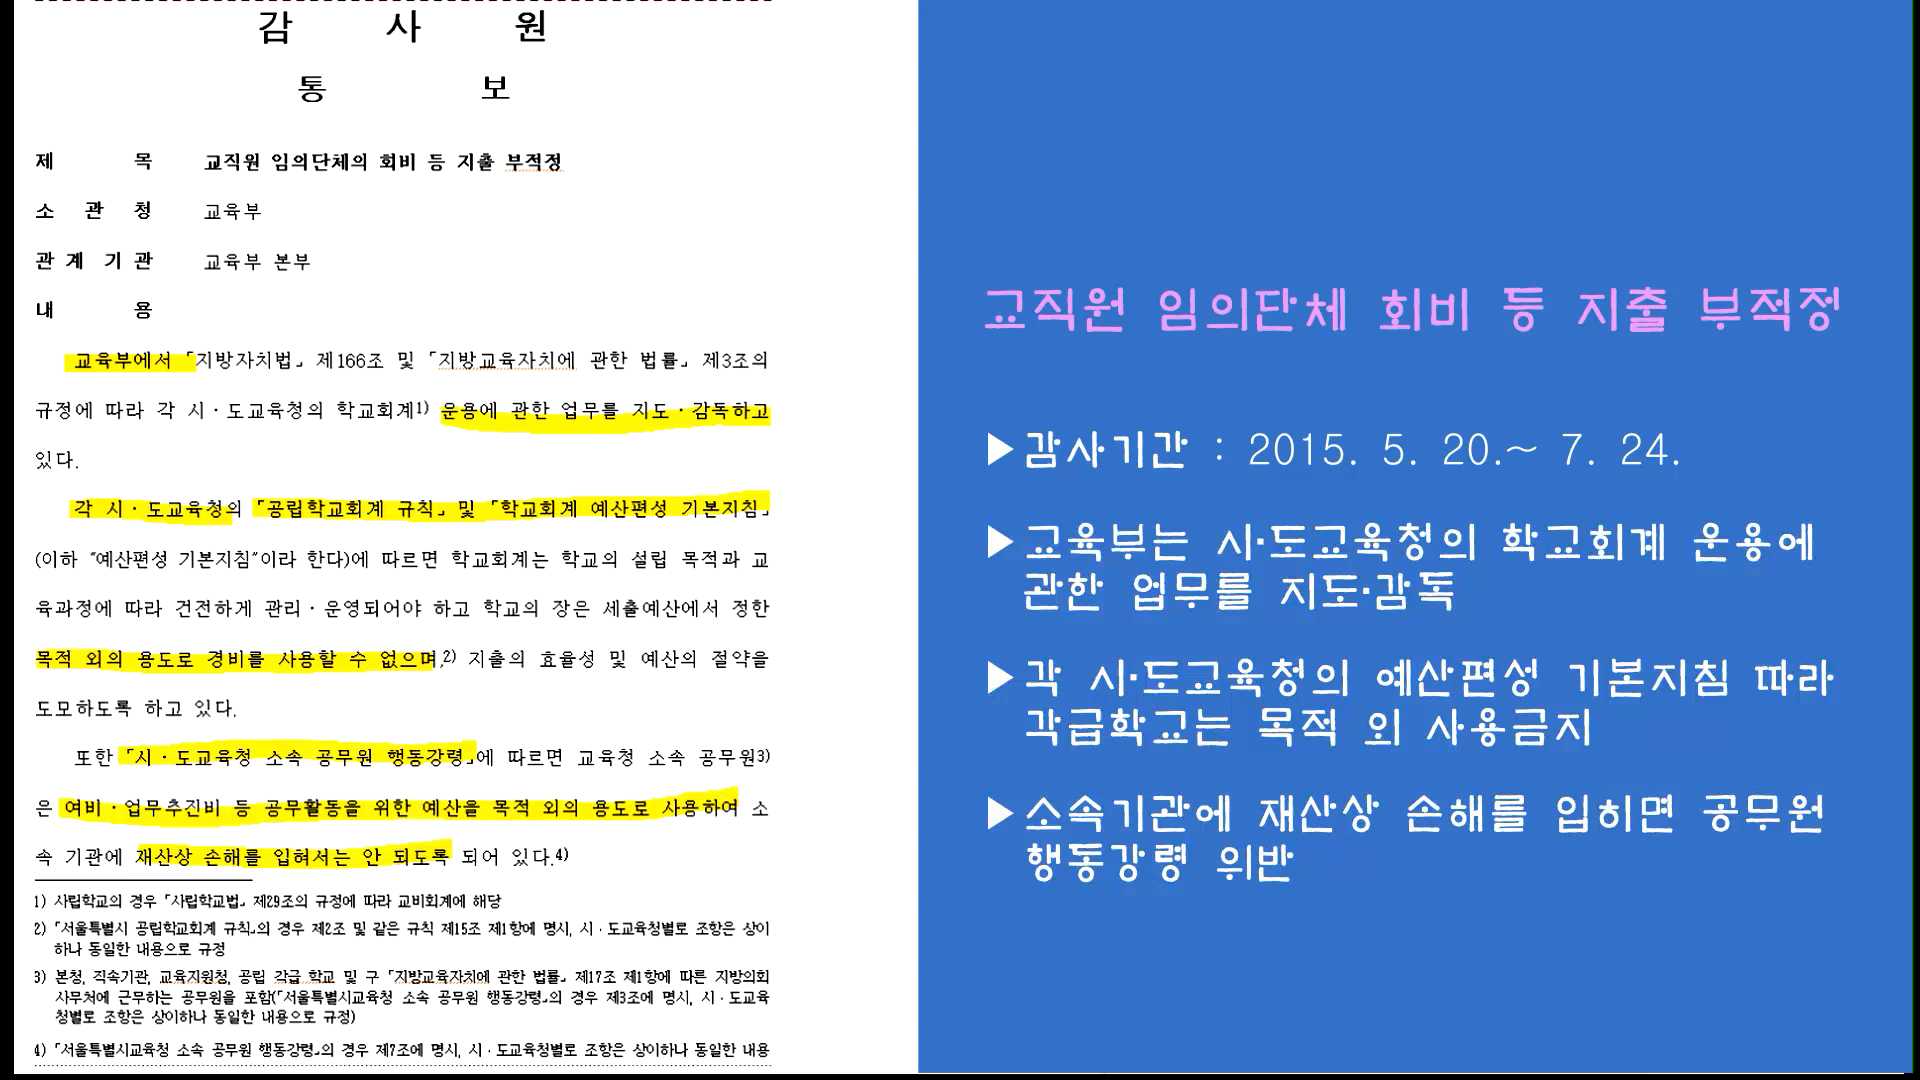 감 사 원
통 보
제 목 교직원 임의단체의 회비 등 지출 부적정
소 관 청 교육부
관 계 기 관 교육부 본부
내 용
교육부에서 「지방자치법」 제166조 및 「지방교육자치에 관한 법률」 제3조의
규정에 따라 각 시·도교육청의 학교회계1) 운용에 관한 업무를 지도·감독하고
있다.
각 시·도교육청의 「공립학교회계 규칙」 및 「학교회계 예산편성 기본지침」
(이하 “예산편성 기본지침”이라 한다)에 따르면 학교회계는 학교의 설립 목적과 교
육과정에 따라 건전하게 관리·운영되어야 하고 학교의 장은 세출예산에서 정한
목적 외의 용도로 경비를 사용할 수 없으며,2) 지출의 효율성 및 예산의 절약을
도모하도록 하고 있다.
또한 「시·도교육청 소속 공무원 행동강령」에 따르면 교육청 소속 공무원3)
은 여비·업무추진비 등 공무활동을 위한 예산을 목적 외의 용도로 사용하여 소
속 기관에 재산상 손해를 입혀서는 안 되도록 되어 있다.4)
1) 사립학교의 경우 「사립학교법」 제29조의 규정에 따라 교비회계에 해당
2) 「서울특별시 공립학교회계 규칙」의 경우 제2조 및 같은 규칙 제15조 제1항에 명시, 시·도교육청별로 조항은 상이
하나 동일한 내용으로 규정
3) 본청, 직속기관, 교육지원청, 공립 각급 학교 및 구 「지방교육자치에 관한 법률」 제17조 제1항에 따른 지방의회
사무처에 근무하는 공무원을 포함(「서울특별시교육청 소속 공무원 행동강령」의 경우 제3조에 명시, 시·도교육
청별로 조항은 상이하나 동일한 내용으로 규정)
4) 「서울특별시교육청 소속 공무원 행동강령」의 경우 제7조에 명시, 시·도교육청별로 조항은 상이하나 동일한 내용
교직원 임의단체 회비 등 지출 부적정
▶감사기간 : 2015. 5. 20.~ 7. 24.
▶교육부는 시·도교육청의 학교회계 운용에
관한 업무를 지도·감독
▶각 시·도교육청의 예산편성 기본지침 따라
각급학교는 목적 외 사용금지
▶소속기관에 재산상 손해를 입히면 공무원
행동강령 위반